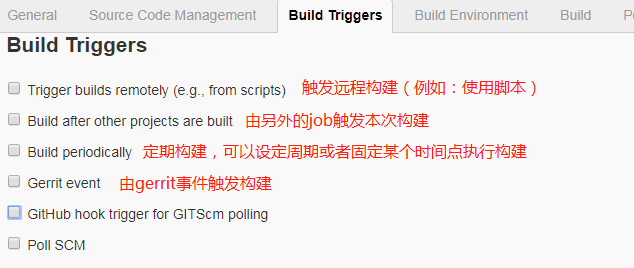 General Source Code Management Build Triggers Build Environment Build
Build Triggers
Trigger builds remotely (e.g., from scripts) 触发远程构建（例如：使用脚本）
Build after other projects are built 由另外的job触发本次构建
Build periodically 定期构建，可以设定周期或者固定某个时间点执行构建
Gerrit event 由gerrit事件触发构建
GitHub hook trigger for GITScm polling
Poll SCM